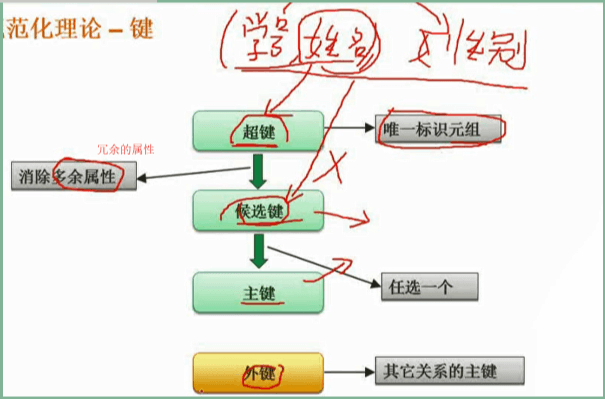 范化理论－键
(学号 姓名) 性别
超键
唯一标识元组
冗余的属性
消除多余属性
候选键
主键
任选一个
外键
其它关系的主键